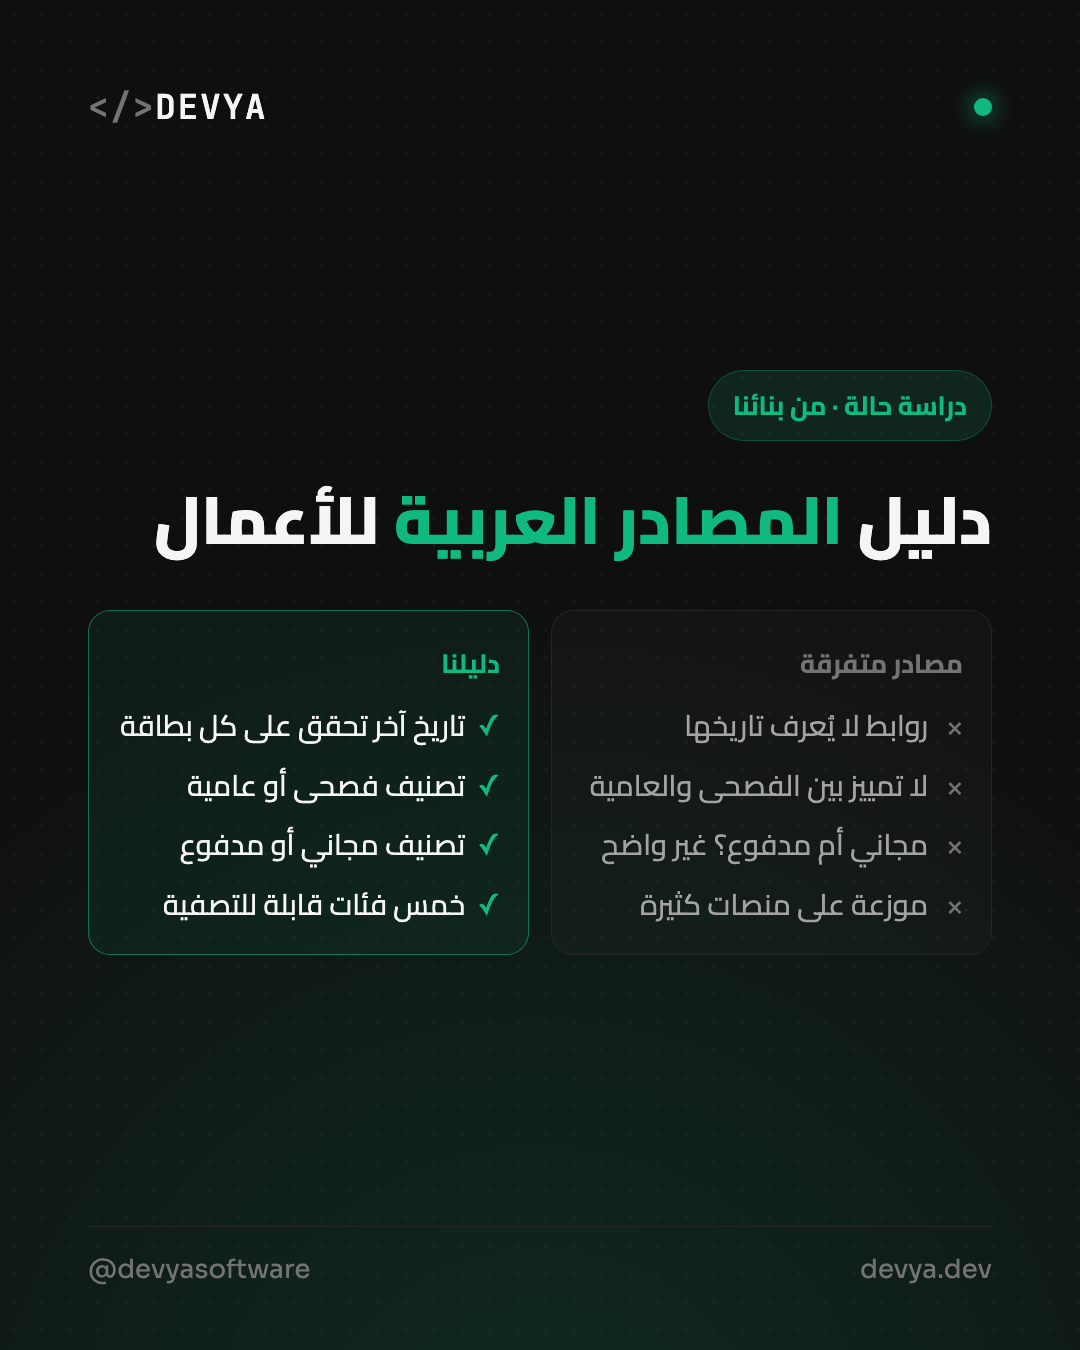 </>DEVYA
دراسة حالة · من بنائنا
دليل المصادر العربية للأعمال
مصادر متفرقة
× روابط لا يُعرف تاريخها
× لا تمييز بين الفصحى والعامية
× مجاني أم مدفوع؟ غير واضح
× موزعة على منصات كثيرة
دليلنا
✓ تاريخ آخر تحقق على كل بطاقة
✓ تصنيف فصحى أو عامية
✓ تصنيف مجاني أو مدفوع
✓ خمس فئات قابلة للتصفية
@devyasoftware
devya.dev